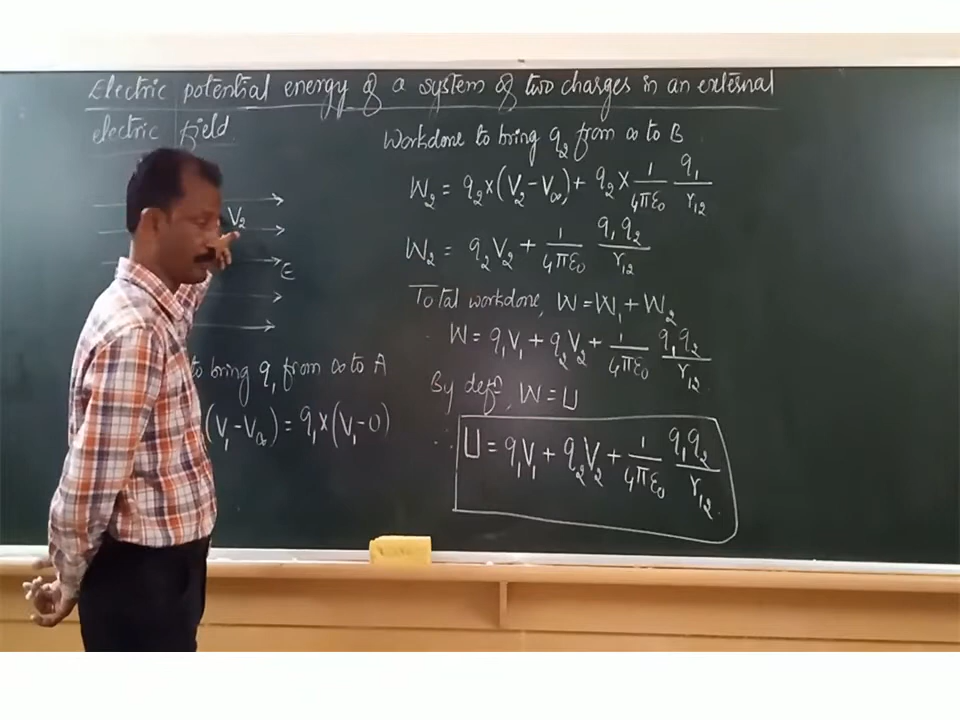 Electric potential energy of a system of two charges in an external
electric field
V₂
E
to bring q₁ from ∞ to A
(V₁ - V∞) = q₁ × (V₁ - 0)
Workdone to bring q₂ from ∞ to B
W₂ = q₂ × (V₂ - V∞) + q₂ × 1/4πε₀ q₁/r₁₂
W₂ = q₂V₂ + 1/4πε₀ q₁q₂/r₁₂
Total workdone, W = W₁ + W₂
W = q₁V₁ + q₂V₂ + 1/4πε₀ q₁q₂/r₁₂
By defn, W = U
∴ U = q₁V₁ + q₂V₂ + 1/4πε₀ q₁q₂/r₁₂